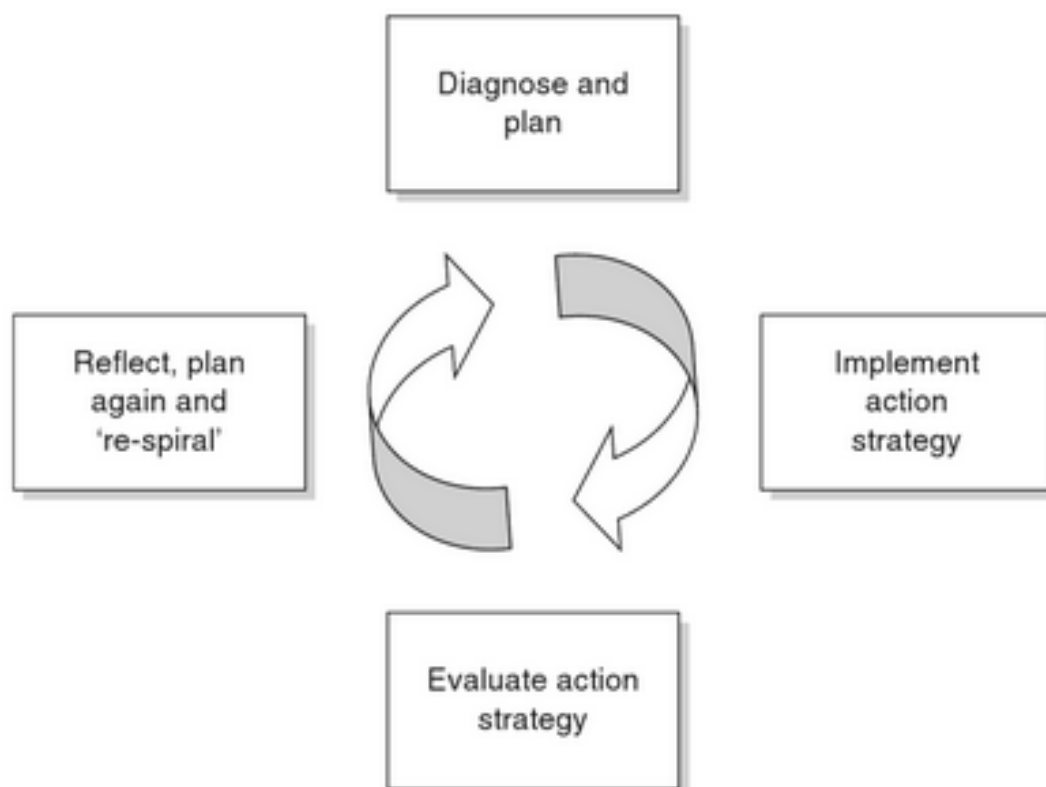 Diagnose and
plan
Reflect, plan
again and
‘re-spiral’
Implement
action
strategy
Evaluate action
strategy